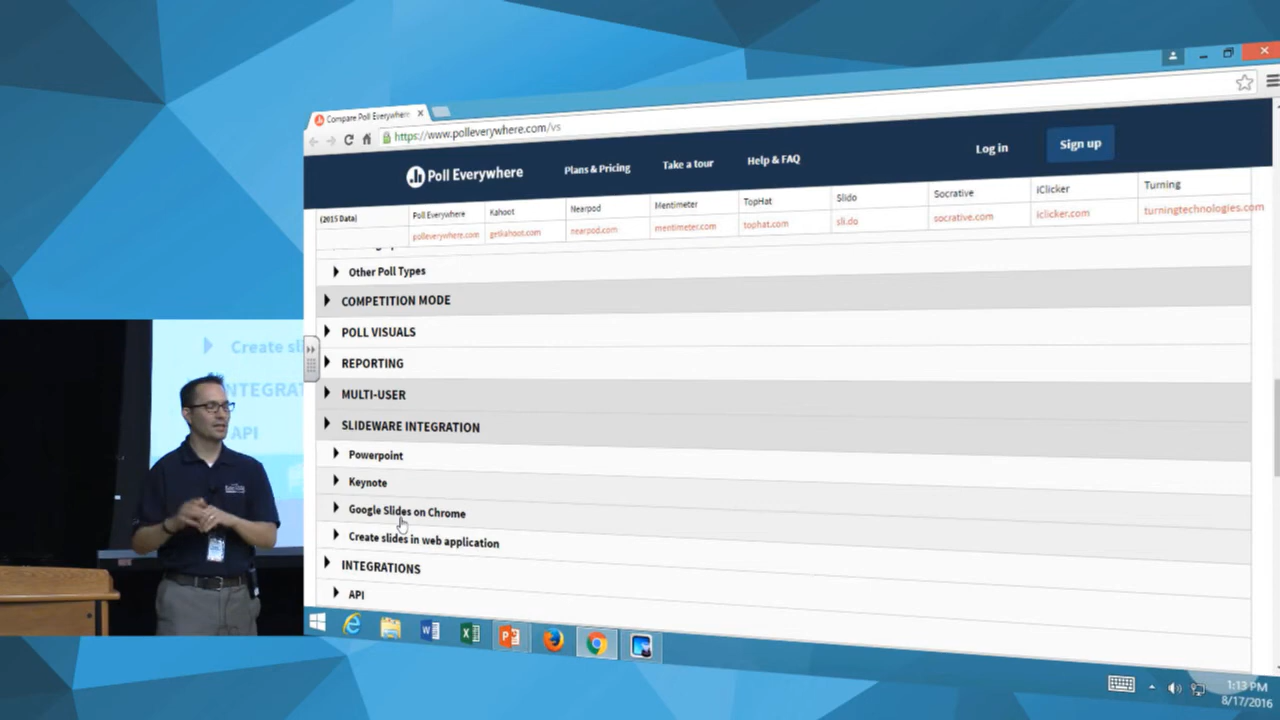 Compare Poll Everywhere
https://www.polleverywhere.com/vs
Poll Everywhere
Plans & Pricing
Take a tour
Help & FAQ
Log in
Sign up
(2015 Data)
Poll Everywhere
Kahoot
Nearpod
Mentimeter
TopHat
Slido
Socrative
iClicker
Turning
polleverywhere.com
getkahoot.com
nearpod.com
mentimeter.com
tophat.com
sli.do
socrative.com
iclicker.com
turningtechnologies.com
Other Poll Types
COMPETITION MODE
POLL VISUALS
REPORTING
MULTI-USER
SLIDEWARE INTEGRATION
Powerpoint
Keynote
Google Slides on Chrome
Create slides in web application
INTEGRATIONS
API
Create sli
INTEGRAT
API
1:13 PM
8/17/2016